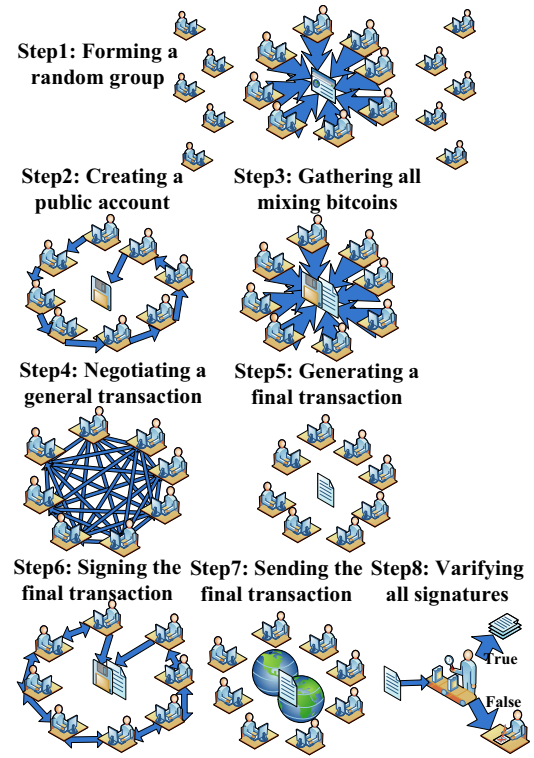 Step1: Forming a
random group
Step2: Creating a
public account
Step3: Gathering all
mixing bitcoins
Step4: Negotiating a
general transaction
Step5: Generating a
final transaction
Step6: Signing the
final transaction
Step7: Sending the
final transaction
Step8: Varifying
all signatures
True
False